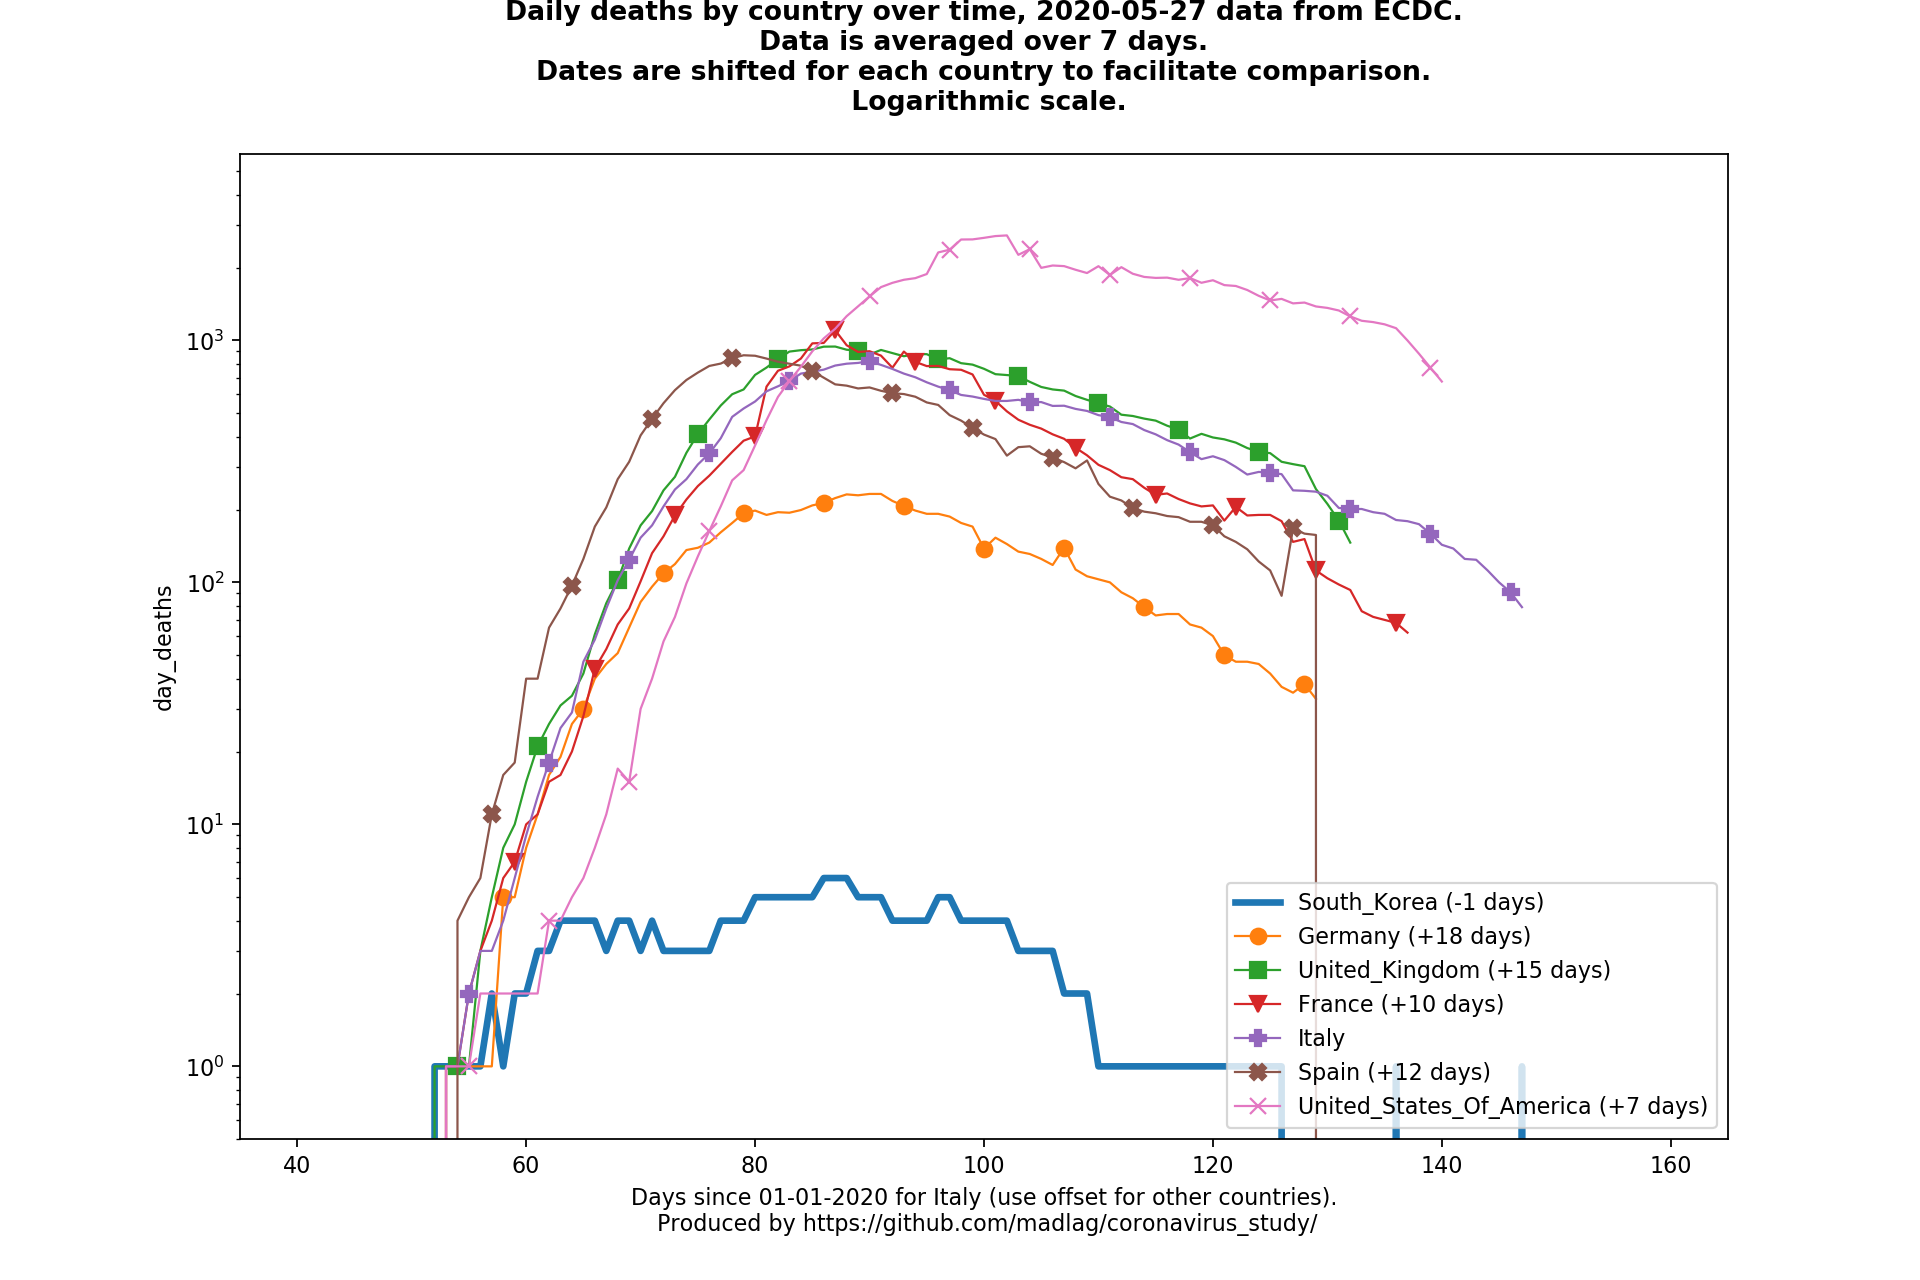 Daily deaths by country over time, 2020-05-27 data from ECDC.
Data is averaged over 7 days.
Dates are shifted for each country to facilitate comparison.
Logarithmic scale.
day_deaths
10³
10²
10¹
10⁰
South_Korea (-1 days)
Germany (+18 days)
United_Kingdom (+15 days)
France (+10 days)
Italy
Spain (+12 days)
United_States_Of_America (+7 days)
40 60 80 100 120 140 160
Days since 01-01-2020 for Italy (use offset for other countries).
Produced by https://github.com/madlag/coronavirus_study/